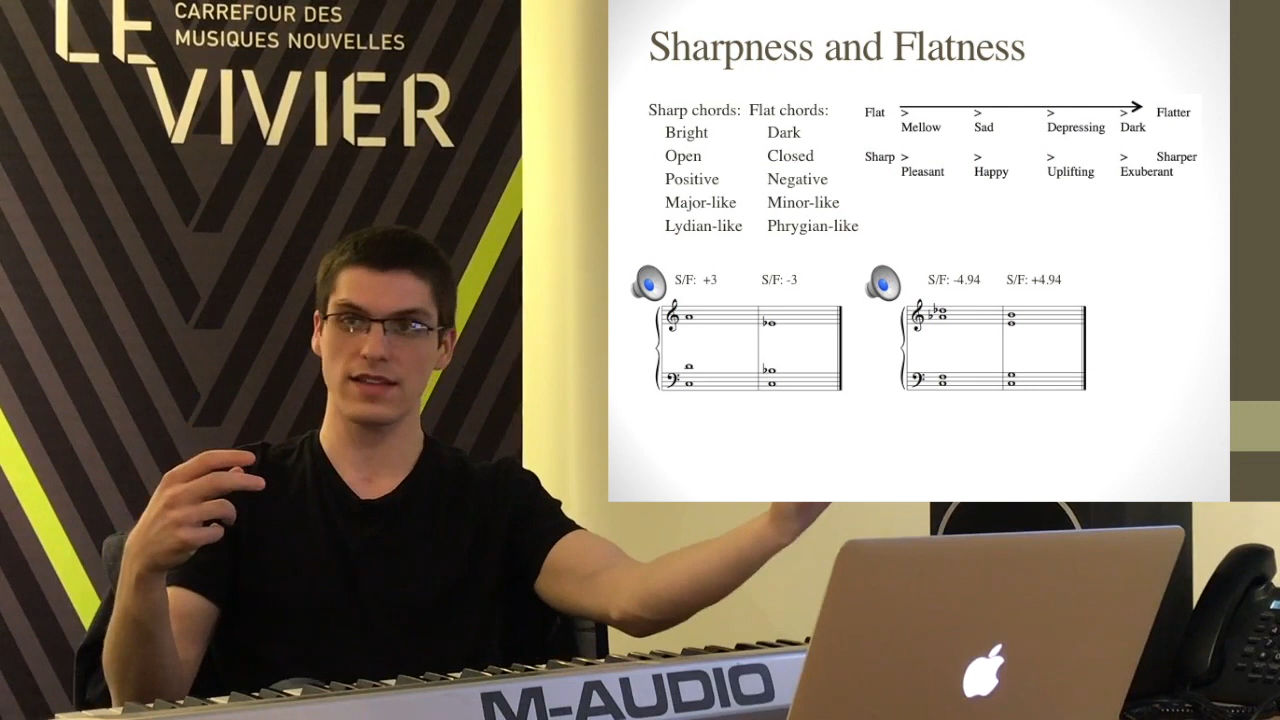 LE
CARREFOUR DES
MUSIQUES NOUVELLES
VIVIER
Sharpness and Flatness
Sharp chords: Flat chords:
Bright Dark
Open Closed
Positive Negative
Major-like Minor-like
Lydian-like Phrygian-like
Flat > > > > Flatter
Mellow Sad Depressing Dark
Sharp > > > > Sharper
Pleasant Happy Uplifting Exuberant
S/F: +3 S/F: -3
S/F: -4.94 S/F: +4.94
M-AUDIO